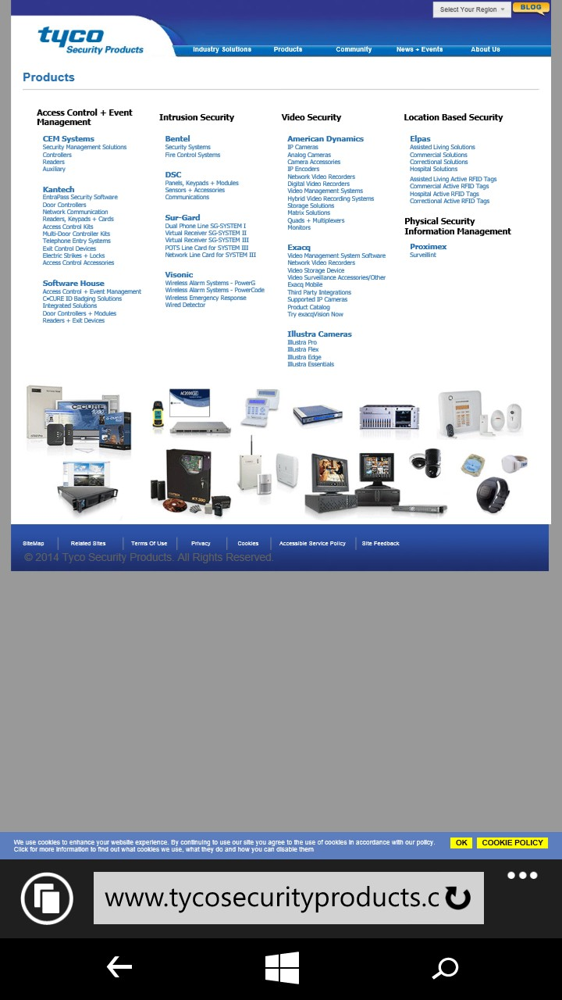 Select Your Region
BLOG
tyco
Security Products
Industry Solutions
Products
Community
News + Events
About Us
Products
Access Control + Event
Management
CEM Systems
Security Management Solutions
Controllers
Readers
Auxiliary
Kantech
EntraPass Security Software
Door Controllers
Network Communication
Readers, Keypads + Cards
Access Control Kits
Multi-Door Controller Kits
Telephone Entry Systems
Exit Control Devices
Electric Strikes + Locks
Access Control Accessories
Software House
Access Control + Event Management
C•CURE ID Badging Solutions
Integrated Solutions
Door Controllers + Modules
Readers + Exit Devices
Intrusion Security
Bentel
Security Systems
Fire Control Systems
DSC
Panels, Keypads + Modules
Sensors + Accessories
Communications
Sur-Gard
Dual Phone Line SG-SYSTEM I
Virtual Receiver SG-SYSTEM II
Virtual Receiver SG-SYSTEM III
POTS Line Card for SYSTEM III
Network Line Card for SYSTEM III
Visonic
Wireless Alarm Systems - PowerG
Wireless Alarm Systems - PowerCode
Wireless Emergency Response
Wired Detector
Video Security
American Dynamics
IP Cameras
Analog Cameras
Camera Accessories
IP Encoders
Network Video Recorders
Digital Video Recorders
Video Management Systems
Hybrid Video Recording Systems
Storage Solutions
Matrix Solutions
Quads + Multiplexers
Monitors
Exacq
Video Management System Software
Network Video Recorders
Video Storage Device
Video Surveillance Accessories/Other
Exacq Mobile
Third Party Integrations
Supported IP Cameras
Product Catalog
Try exacqVision Now
Illustra Cameras
Illustra Pro
Illustra Flex
Illustra Edge
Illustra Essentials
Location Based Security
Elpas
Assisted Living Solutions
Commercial Solutions
Correctional Solutions
Hospital Solutions
Assisted Living Active RFID Tags
Commercial Active RFID Tags
Hospital Active RFID Tags
Correctional Active RFID Tags
Physical Security
Information Management
Proximex
Surveillint
C•CURE
AC2000
KT-300
SiteMap
Related Sites
Terms Of Use
Privacy
Cookies
Accessible Service Policy
Site Feedback
© 2014 Tyco Security Products. All Rights Reserved.
We use cookies to enhance your website experience. By continuing to use our site you agree to the use of cookies in accordance with our policy.
Click for more information to find out what cookies we use, what they do and how you can disable them
OK
COOKIE POLICY
www.tycosecurityproducts.c